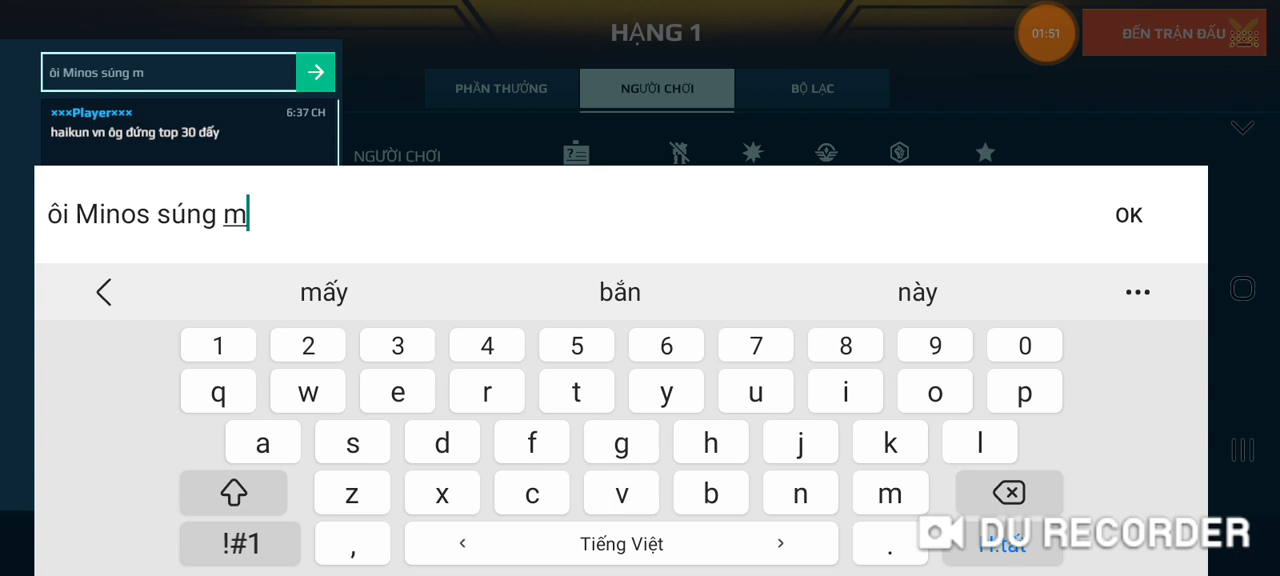 HẠNG 1
01:51
ĐẾN TRẬN ĐẤU
ôi Minos súng m
PHẦN THƯỞNG
NGƯỜI CHƠI
BỘ LẠC
×××Player×××
6:37 CH
haikun vn ôg đứng top 30 đấy
NGƯỜI CHƠI
ôi Minos súng m
OK
mấy
bắn
này
1 2 3 4 5 6 7 8 9 0
q w e r t y u i o p
a s d f g h j k l
z x c v b n m
!#1 , < Tiếng Việt > . H.tất
DU RECORDER